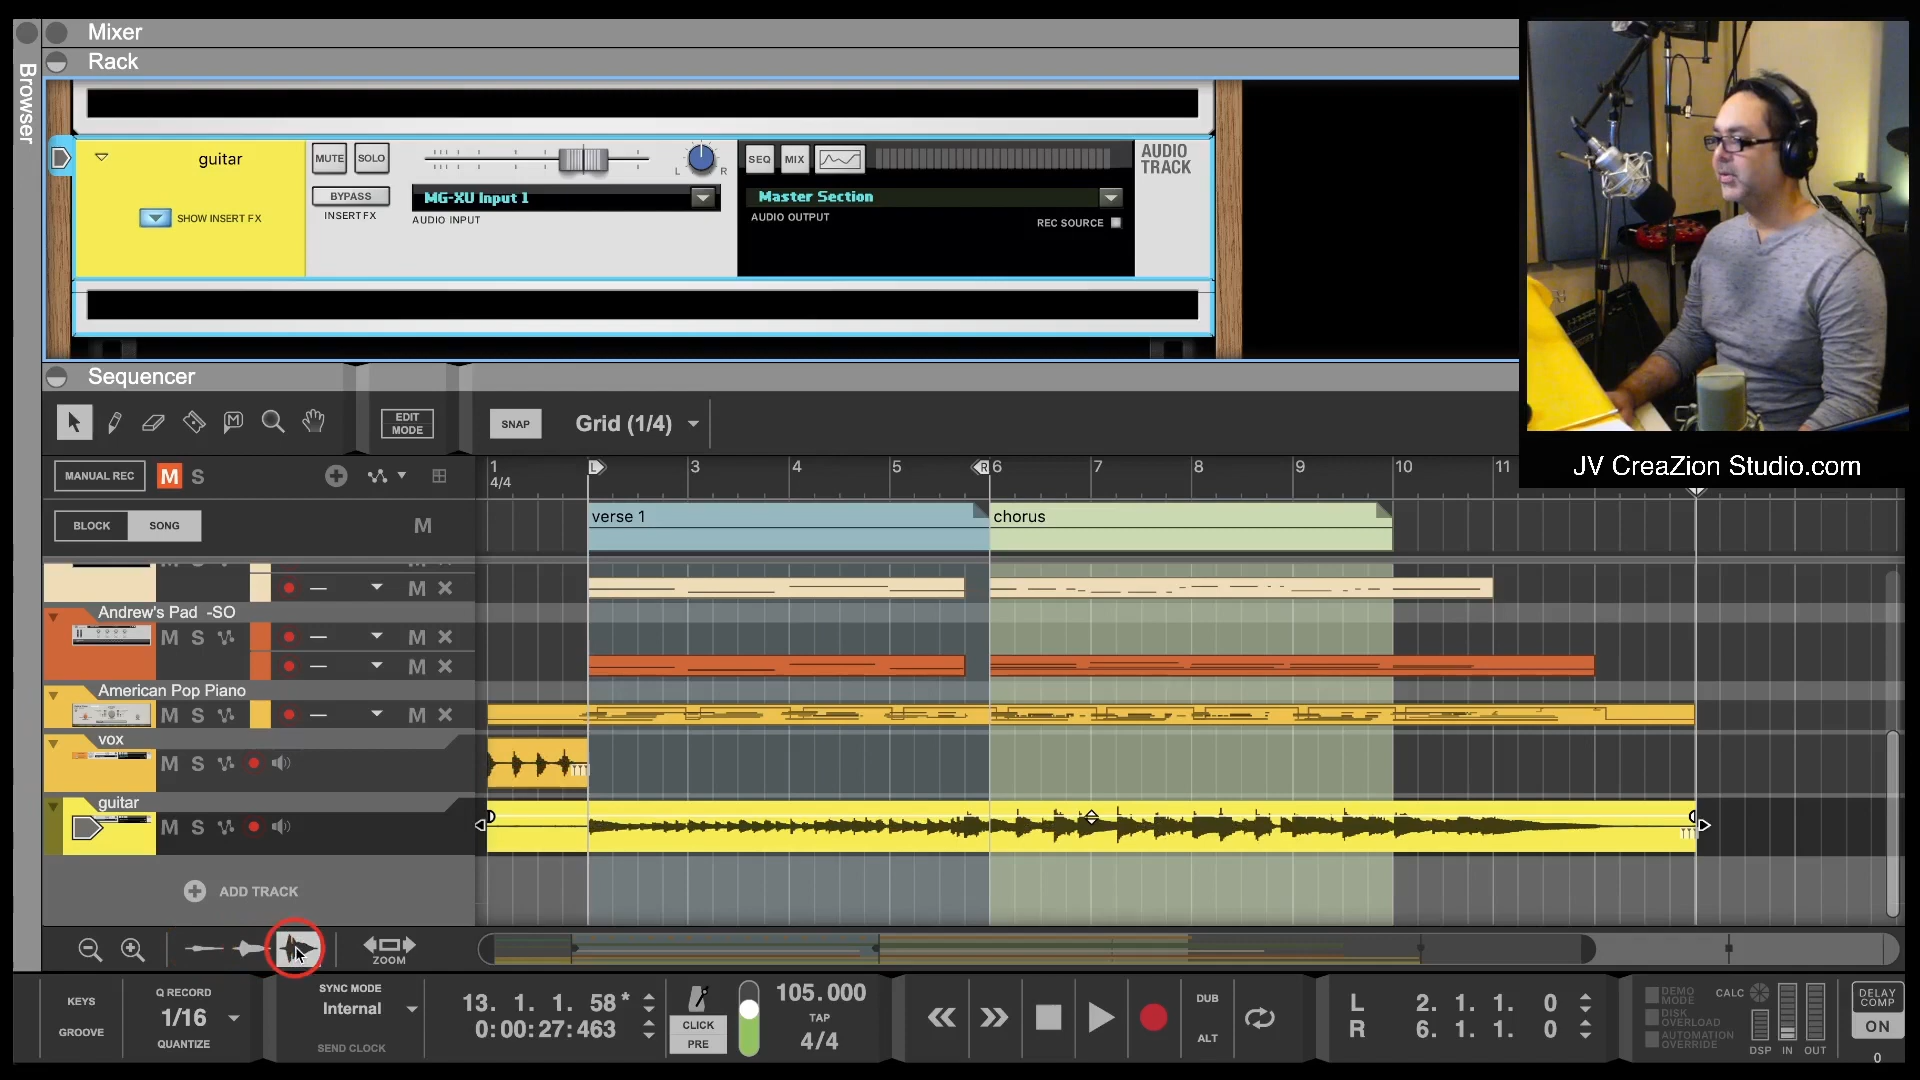 Mixer
Rack
Browser
guitar
MUTE SOLO
L R
SEQ MIX
AUDIO
TRACK
BYPASS
INSERT FX
MG-XU Input 1
AUDIO INPUT
Master Section
AUDIO OUTPUT
REC SOURCE
SHOW INSERT FX
JV CreaZion Studio.com
Sequencer
EDIT
MODE
SNAP
Grid (1/4)
MANUAL REC
M S
1 L 3 4 5 R 6 7 8 9 10 11
4/4
BLOCK SONG
M
verse 1
chorus
M
Andrew's Pad -SO
M S M
M
American Pop Piano
M S M
vox
M S
guitar
M S
ADD TRACK
ZOOM
KEYS
GROOVE
Q RECORD
1/16
QUANTIZE
SYNC MODE
Internal
SEND CLOCK
13. 1. 1. 58*
0:00:27:463
CLICK
PRE
105.000
TAP
4/4
DUB
ALT
L 2. 1. 1. 0
R 6. 1. 1. 0
DEMO
MODE
DISK
OVERLOAD
AUTOMATION
OVERRIDE
CALC
DSP IN OUT
DELAY
COMP
ON
0